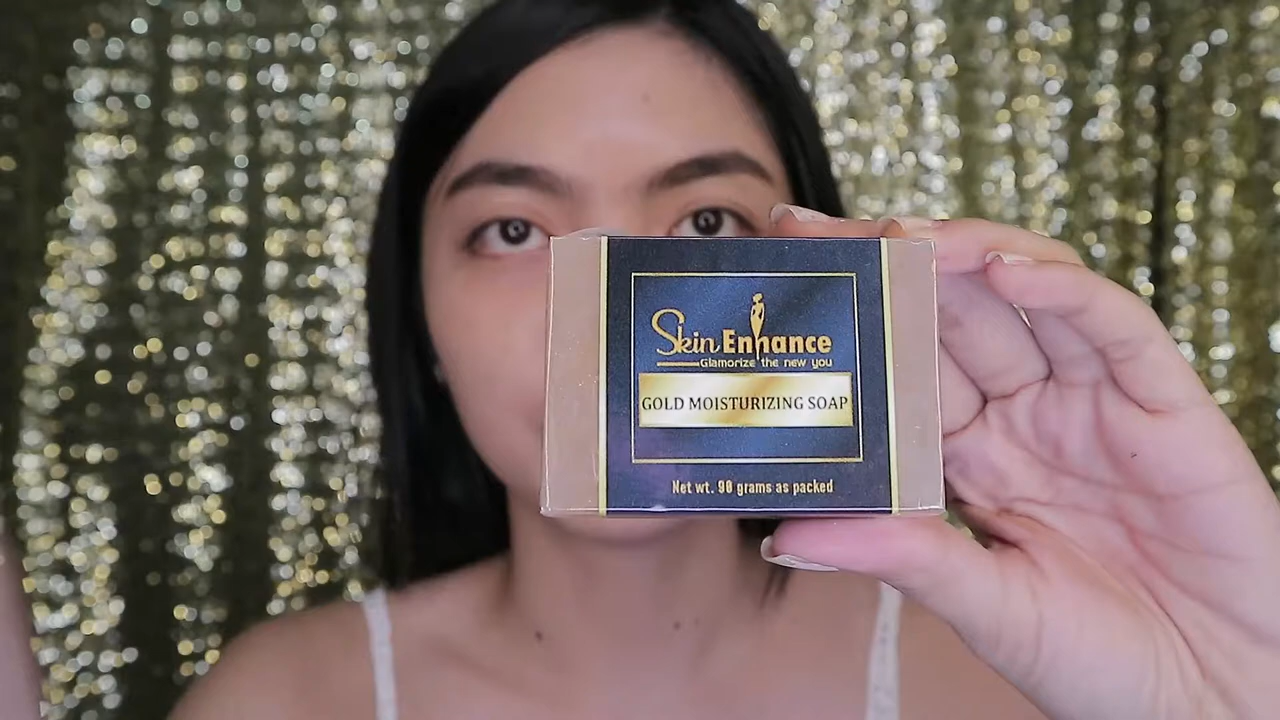 Skin Enhance
Glamorize the new you
GOLD MOISTURIZING SOAP
Net wt. 90 grams as packed